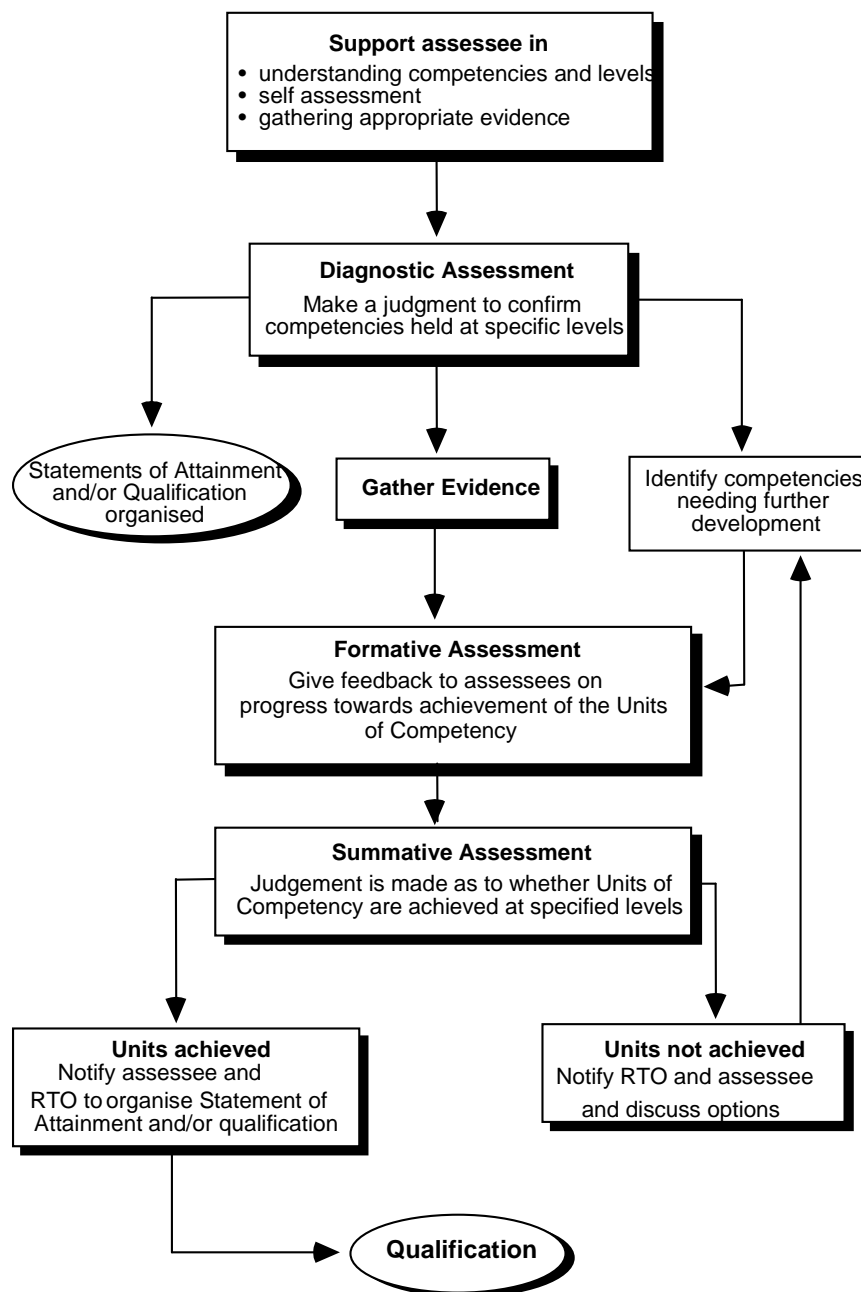 Support assessee in
• understanding competencies and levels
• self assessment
• gathering appropriate evidence
Diagnostic Assessment
Make a judgment to confirm
competencies held at specific levels
Statements of Attainment
and/or Qualification
organised
Gather Evidence
Identify competencies
needing further
development
Formative Assessment
Give feedback to assessees on
progress towards achievement of the Units
of Competency
Summative Assessment
Judgement is made as to whether Units of
Competency are achieved at specified levels
Units achieved
Notify assessee and
RTO to organise Statement of
Attainment and/or qualification
Units not achieved
Notify RTO and assessee
and discuss options
Qualification